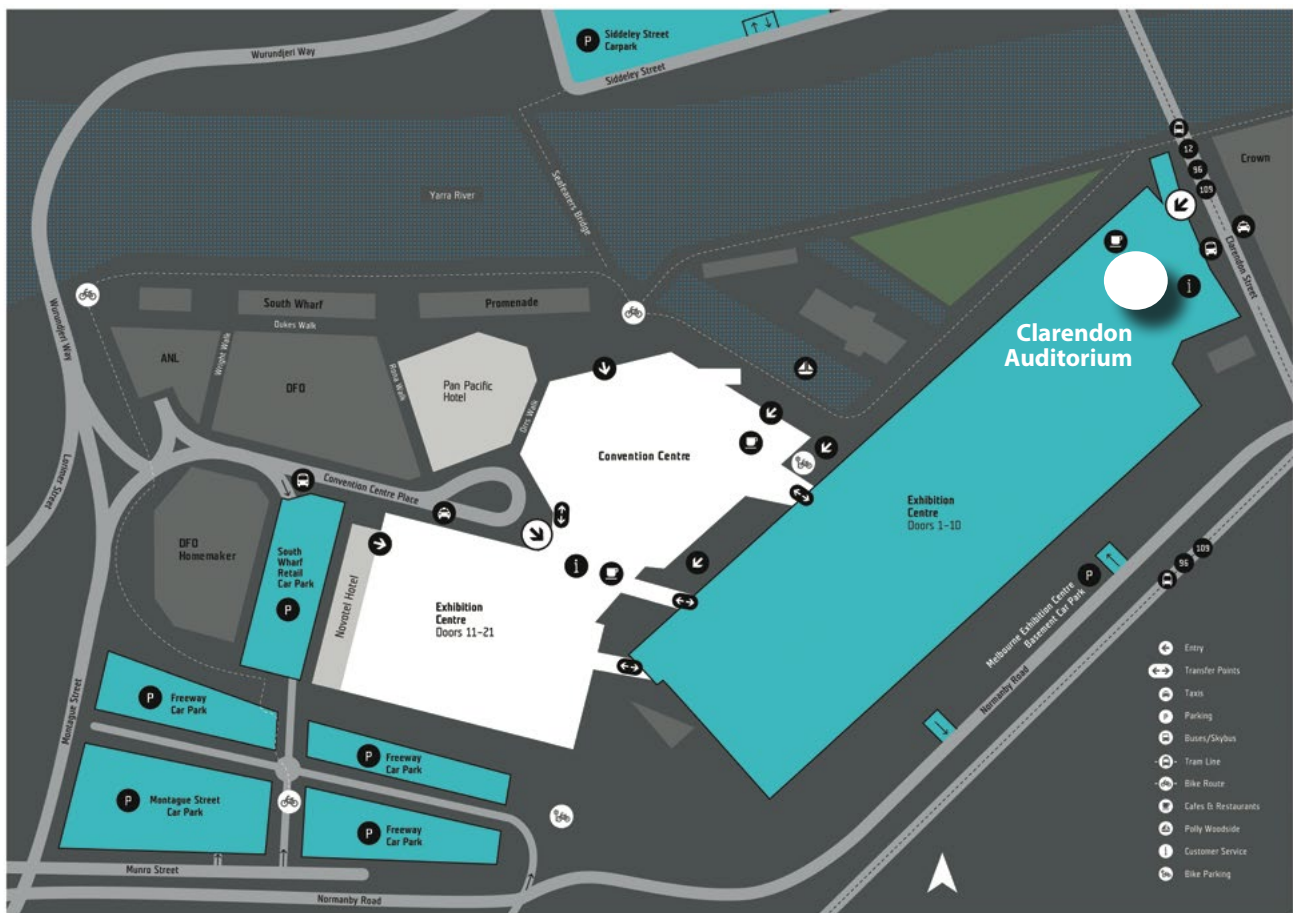 Wurundjeri Way
P
Siddeley Street
Carpark
Siddeley Street
12
96
109
Crown
Yarra River
Seafarers Bridge
Clarendon Street
i
Clarendon
Auditorium
South Wharf
Promenade
Dukes Walk
Wurundjeri Way
ANL
Wright Walk
DFO
Rona Walk
Pan Pacific
Hotel
Orrs Walk
Convention Centre
Lorimer Street
Convention Centre Place
Exhibition
Centre
Doors 1-10
DFO
Homemaker
South
Wharf
Retail
Car Park
P
Novotel Hotel
i
Exhibition
Centre
Doors 11-21
109
96
P
Melbourne Exhibition Centre
Basement Car Park
Normanby Road
Montague Street
P
Freeway
Car Park
P
Freeway
Car Park
P
Montague Street
Car Park
P
Freeway
Car Park
Munro Street
Normanby Road
Entry
Transfer Points
Taxis
P
Parking
Buses/Skybus
Tram Line
Bike Route
Cafes & Restaurants
Polly Woodside
i
Customer Service
Bike Parking